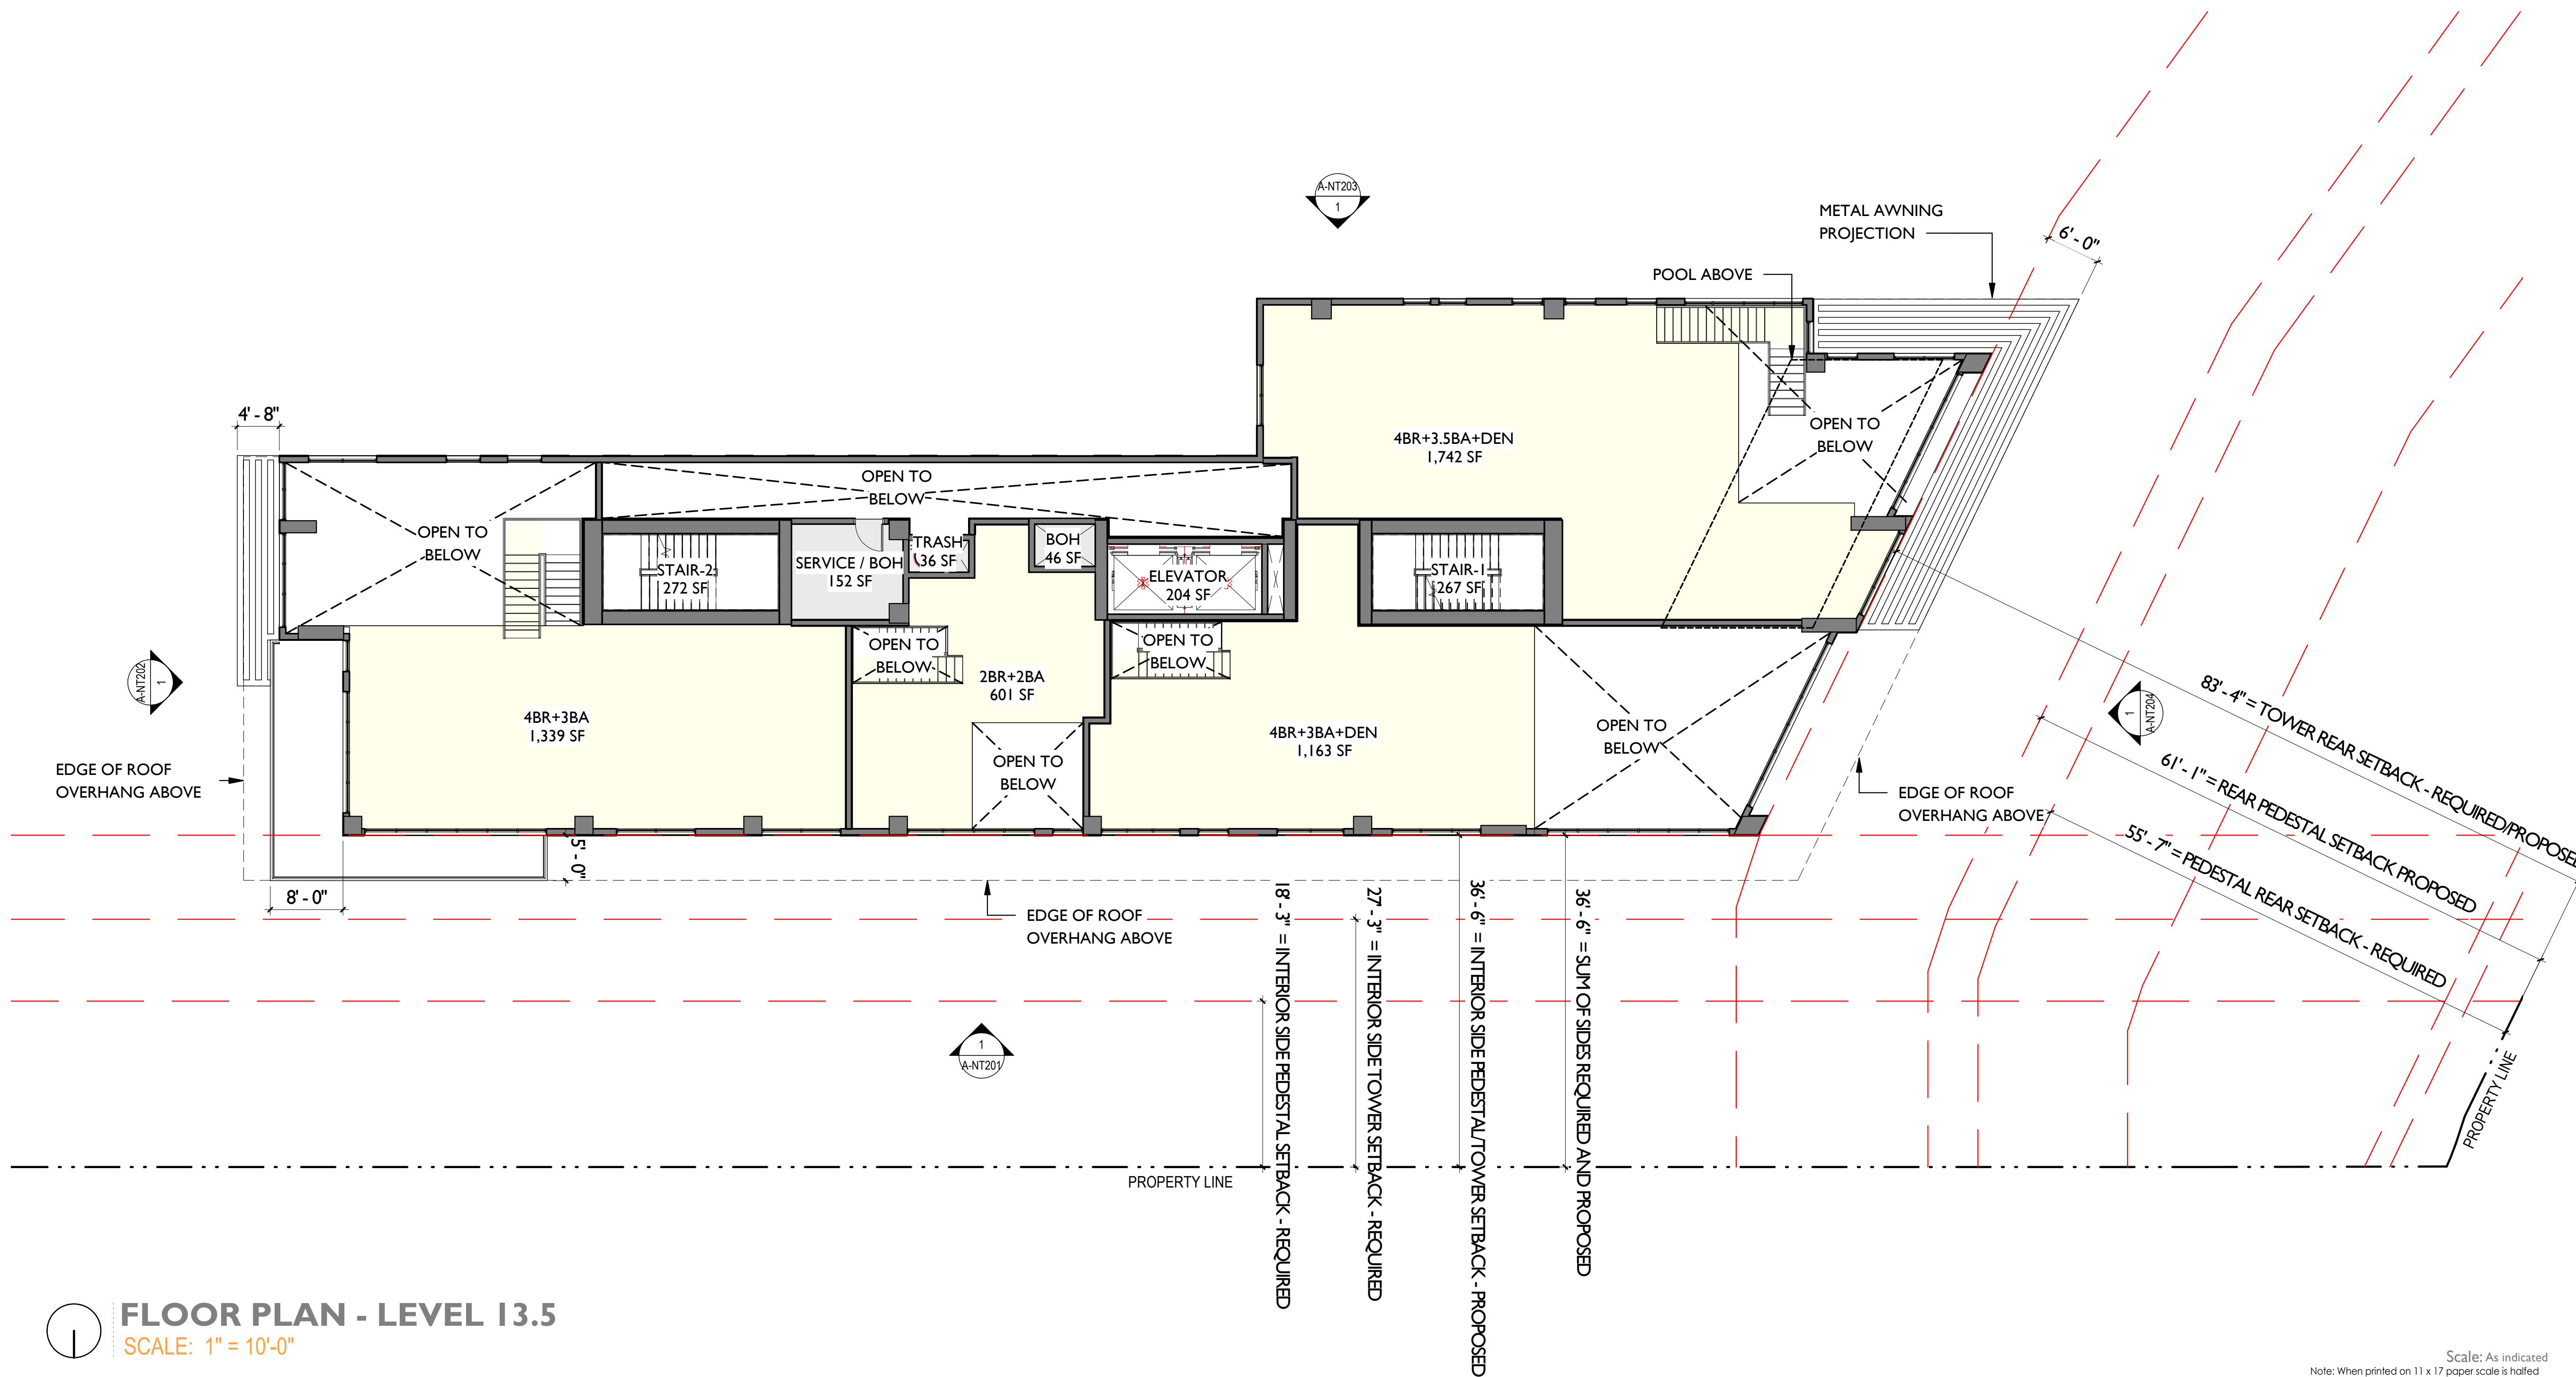 A-NT203
1
METAL AWNING
PROJECTION
6' - 0"
POOL ABOVE
4' - 8"
OPEN TO
BELOW
4BR+3.5BA+DEN
1,742 SF
OPEN TO
BELOW
OPEN TO
BELOW
STAIR-2
272 SF
SERVICE / BOH
152 SF
TRASH
36 SF
BOH
46 SF
ELEVATOR
204 SF
STAIR-1
267 SF
OPEN TO
BELOW
OPEN TO
BELOW
A-NT202
1
4BR+3BA
1,339 SF
2BR+2BA
601 SF
OPEN TO
BELOW
4BR+3BA+DEN
1,163 SF
OPEN TO
BELOW
1
A-NT204
83' - 4" = TOWER REAR SETBACK - REQUIRED/PROPOSED
61' - 1" = REAR PEDESTAL SETBACK PROPOSED
55' - 7" = PEDESTAL REAR SETBACK - REQUIRED
EDGE OF ROOF
OVERHANG ABOVE
EDGE OF ROOF
OVERHANG ABOVE
5' - 0"
8' - 0"
EDGE OF ROOF
OVERHANG ABOVE
18' - 3" = INTERIOR SIDE PEDESTAL SETBACK - REQUIRED
27' - 3" = INTERIOR SIDE TOWER SETBACK - REQUIRED
36' - 6" = INTERIOR SIDE PEDESTAL/TOVER SETBACK - PROPOSED
36' - 6" = SUM OF SIDES REQUIRED AND PROPOSED
1
A-NT201
PROPERTY LINE
PROPERTY LINE
FLOOR PLAN - LEVEL 13.5
SCALE: 1" = 10'-0"
Scale: As indicated
Note: When printed on 11 x 17 paper scale is halfed